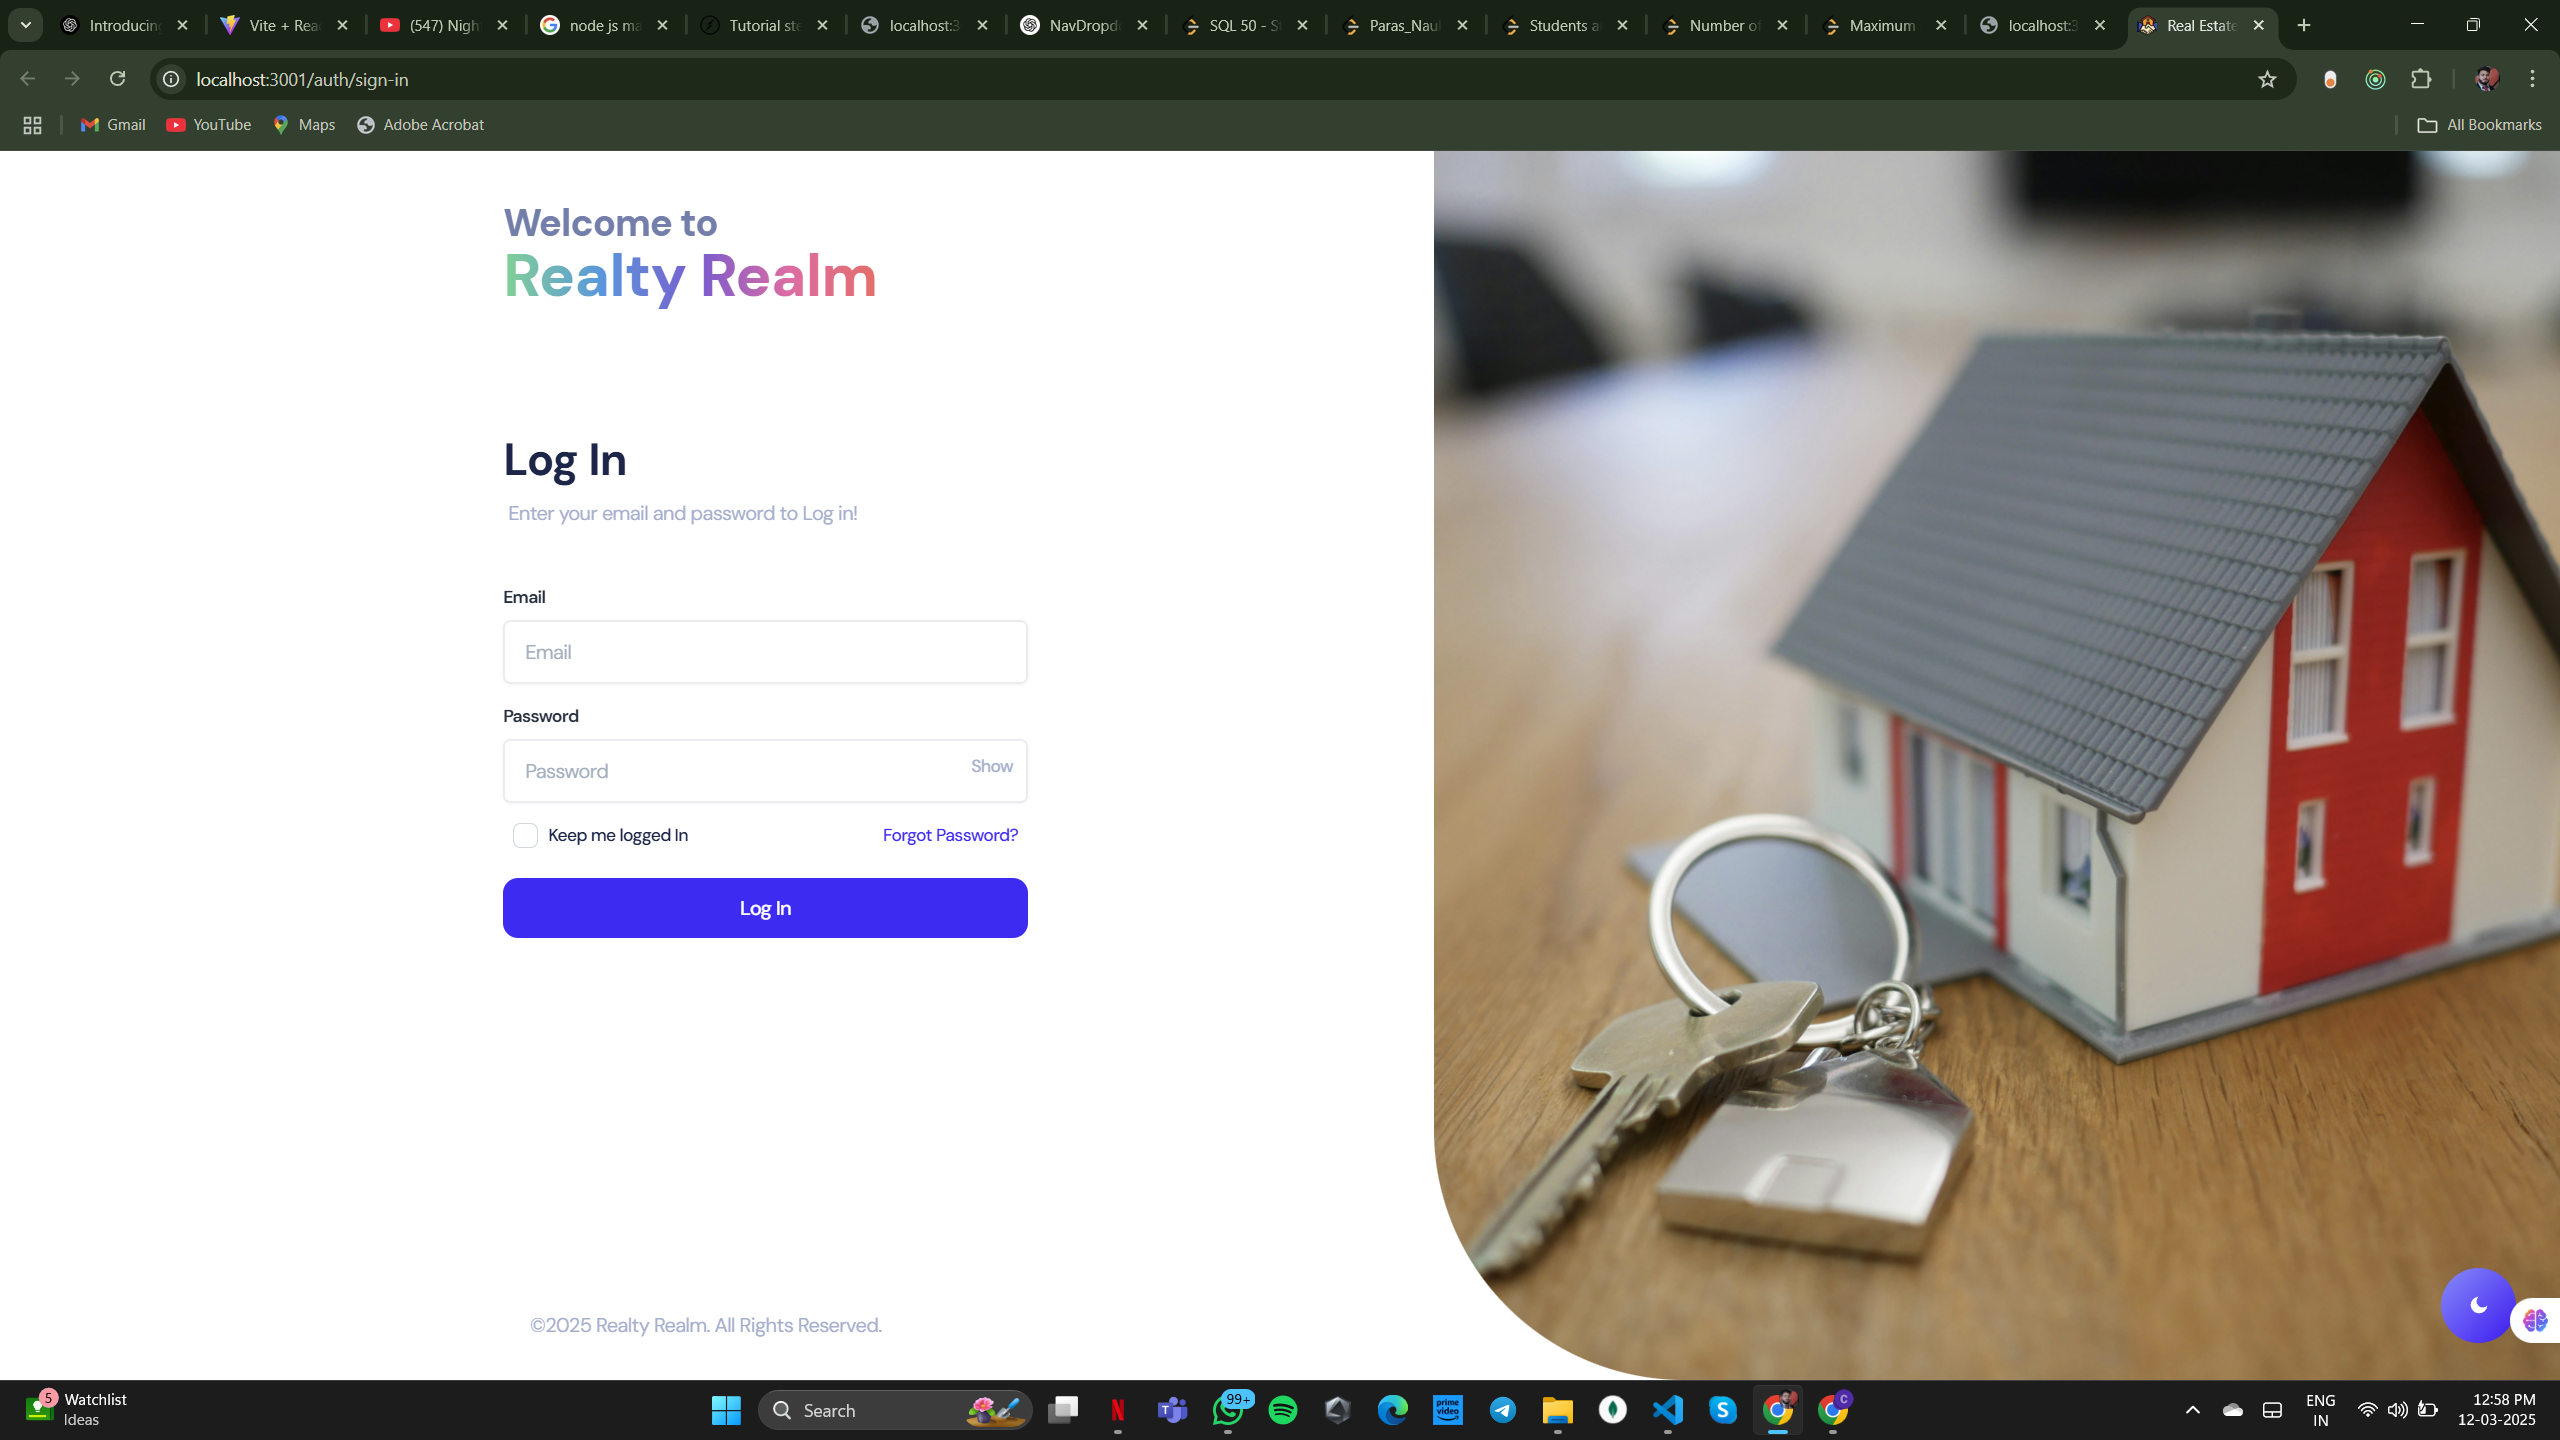 Introducin
Vite + Rea
(547) Nigh
node js ma
Tutorial ste
localhost:3
NavDropd
SQL 50 - S
Paras_Naul
Students a
Number o
Maximum
localhost:3
Real Estate
localhost:3001/auth/sign-in
Gmail
YouTube
Maps
Adobe Acrobat
All Bookmarks
Welcome to
Realty Realm
Log In
Enter your email and password to Log in!
Email
Email
Password
Password
Show
Keep me logged In
Forgot Password?
Log In
©2025 Realty Realm. All Rights Reserved.
5
Watchlist
Ideas
Search
99+
prime video
C
ENG
IN
12:58 PM
12-03-2025